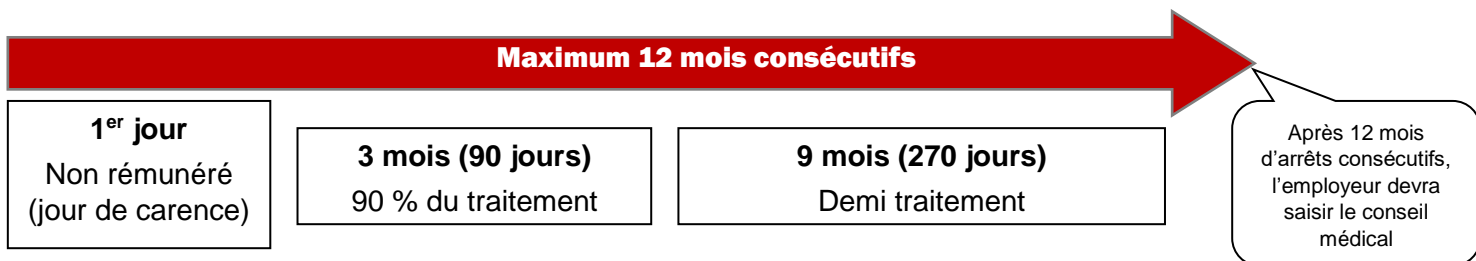 Maximum 12 mois consécutifs
1er jour
Non rémunéré
(jour de carence)
3 mois (90 jours)
90 % du traitement
9 mois (270 jours)
Demi traitement
Après 12 mois
d’arrêts consécutifs,
l’employeur devra
saisir le conseil
médical